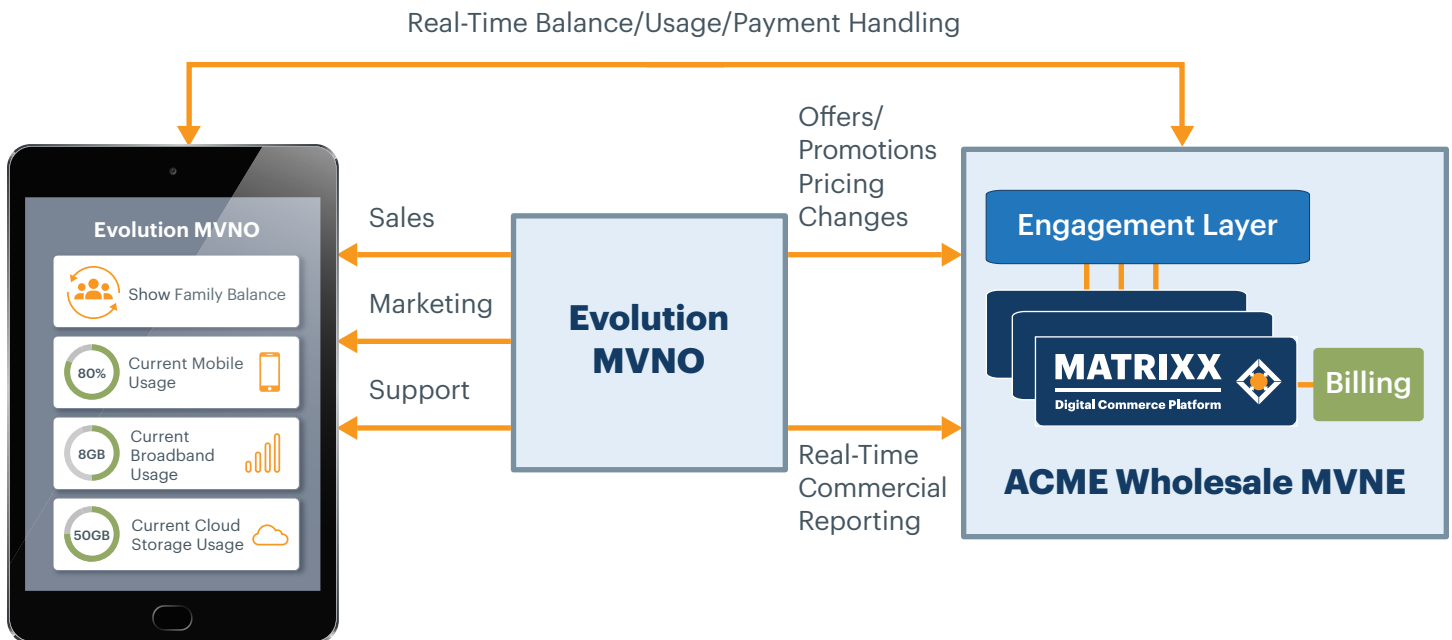 Real-Time Balance/Usage/Payment Handling
Evolution MVNO
Show Family Balance
80%
Current Mobile
Usage
8GB
Current
Broadband
Usage
50GB
Current Cloud
Storage Usage
Sales
Marketing
Support
Evolution
MVNO
Offers/
Promotions
Pricing
Changes
Real-Time
Commercial
Reporting
Engagement Layer
MATRIXX
Digital Commerce Platform
Billing
ACME Wholesale MVNE